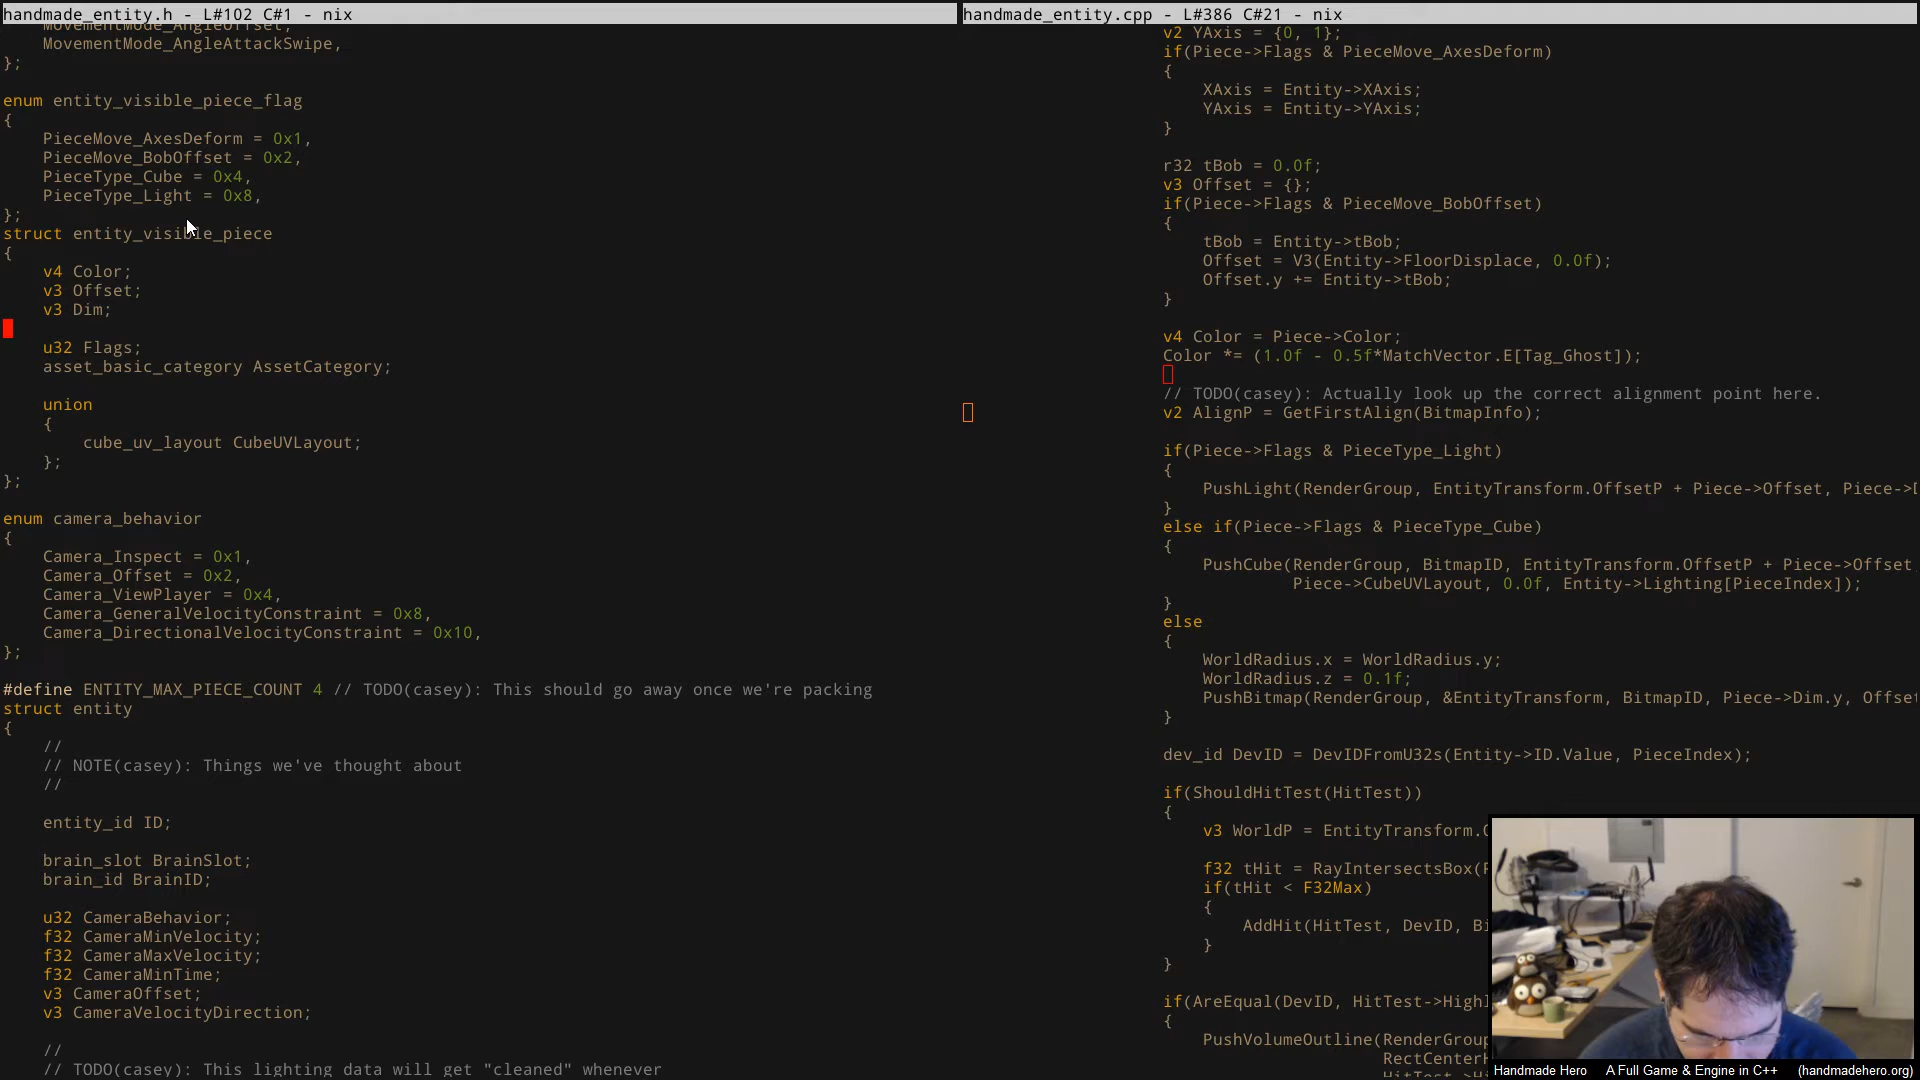 handmade_entity.h - L#102 C#1 - nix
MovementMode_AngleOffset,
MovementMode_AngleAttackSwipe,
};
enum entity_visible_piece_flag
{
PieceMove_AxesDeform = 0x1,
PieceMove_BobOffset = 0x2,
PieceType_Cube = 0x4,
PieceType_Light = 0x8,
};
struct entity_visible_piece
{
v4 Color;
v3 Offset;
v3 Dim;
u32 Flags;
asset_basic_category AssetCategory;
union
{
cube_uv_layout CubeUVLayout;
};
};
enum camera_behavior
{
Camera_Inspect = 0x1,
Camera_Offset = 0x2,
Camera_ViewPlayer = 0x4,
Camera_GeneralVelocityConstraint = 0x8,
Camera_DirectionalVelocityConstraint = 0x10,
};
#define ENTITY_MAX_PIECE_COUNT 4 // TODO(casey): This should go away once we're packing
struct entity
{
//
// NOTE(casey): Things we've thought about
//
entity_id ID;
brain_slot BrainSlot;
brain_id BrainID;
u32 CameraBehavior;
f32 CameraMinVelocity;
f32 CameraMaxVelocity;
f32 CameraMinTime;
v3 CameraOffset;
v3 CameraVelocityDirection;
//
// TODO(casey): This lighting data will get "cleaned" whenever
handmade_entity.cpp - L#386 C#21 - nix
v2 YAxis = {0, 1};
if(Piece->Flags & PieceMove_AxesDeform)
{
XAxis = Entity->XAxis;
YAxis = Entity->YAxis;
}
r32 tBob = 0.0f;
v3 Offset = {};
if(Piece->Flags & PieceMove_BobOffset)
{
tBob = Entity->tBob;
Offset = V3(Entity->FloorDisplace, 0.0f);
Offset.y += Entity->tBob;
}
v4 Color = Piece->Color;
Color *= (1.0f - 0.5f*MatchVector.E[Tag_Ghost]);
// TODO(casey): Actually look up the correct alignment point here.
v2 AlignP = GetFirstAlign(BitmapInfo);
if(Piece->Flags & PieceType_Light)
{
PushLight(RenderGroup, EntityTransform.OffsetP + Piece->Offset, Piece->D
}
else if(Piece->Flags & PieceType_Cube)
{
PushCube(RenderGroup, BitmapID, EntityTransform.OffsetP + Piece->Offset,
Piece->CubeUVLayout, 0.0f, Entity->Lighting[PieceIndex]);
}
else
{
WorldRadius.x = WorldRadius.y;
WorldRadius.z = 0.1f;
PushBitmap(RenderGroup, &EntityTransform, BitmapID, Piece->Dim.y, Offset
}
dev_id DevID = DevIDFromU32s(Entity->ID.Value, PieceIndex);
if(ShouldHitTest(HitTest))
{
v3 WorldP = EntityTransform.
f32 tHit = RayIntersectsBox(
if(tHit < F32Max)
{
AddHit(HitTest, DevID, Bi
}
}
if(AreEqual(DevID, HitTest->Highl
{
PushVolumeOutline(RenderGroup
Handmade Hero A Full Game & Engine in C++ (handmadehero.org)